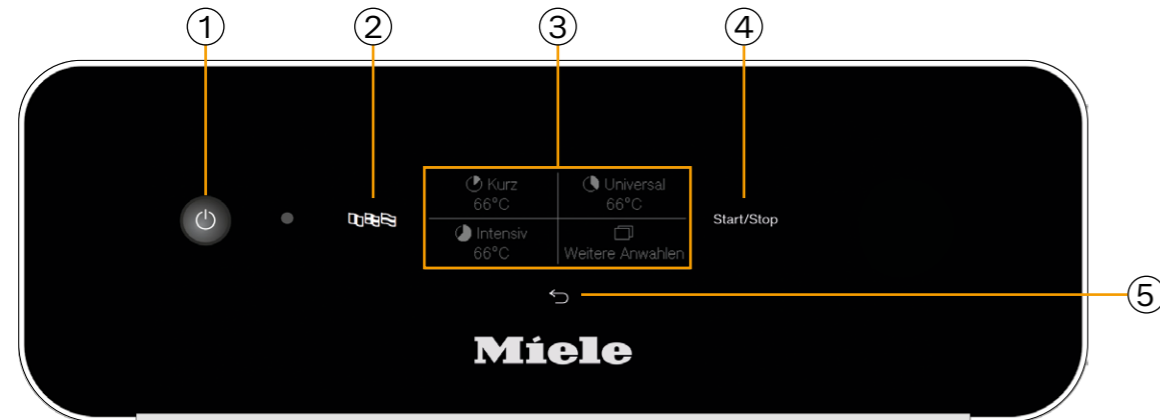 1 2 3 4
Kurz
66°C
Universal
66°C
Intensiv
66°C
Weitere Anwahlen
Start/Stop
5
Miele